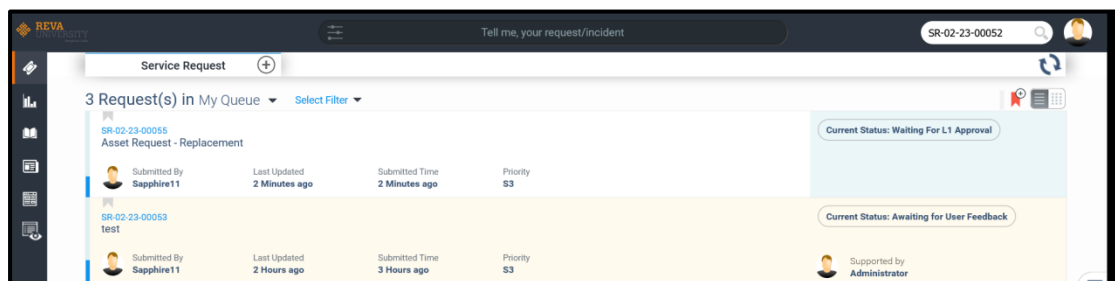 REVA
UNIVERSITY
Tell me, your request/incident
SR-02-23-00052
Service Request
3 Request(s) in My Queue Select Filter
SR-02-23-00055
Asset Request - Replacement
Current Status: Waiting For L1 Approval
Submitted By Last Updated Submitted Time Priority
Sapphire11 2 Minutes ago 2 Minutes ago S3
SR-02-23-00053
test
Current Status: Awaiting for User Feedback
Submitted By Last Updated Submitted Time Priority
Sapphire11 2 Hours ago 3 Hours ago S3
Supported by
Administrator